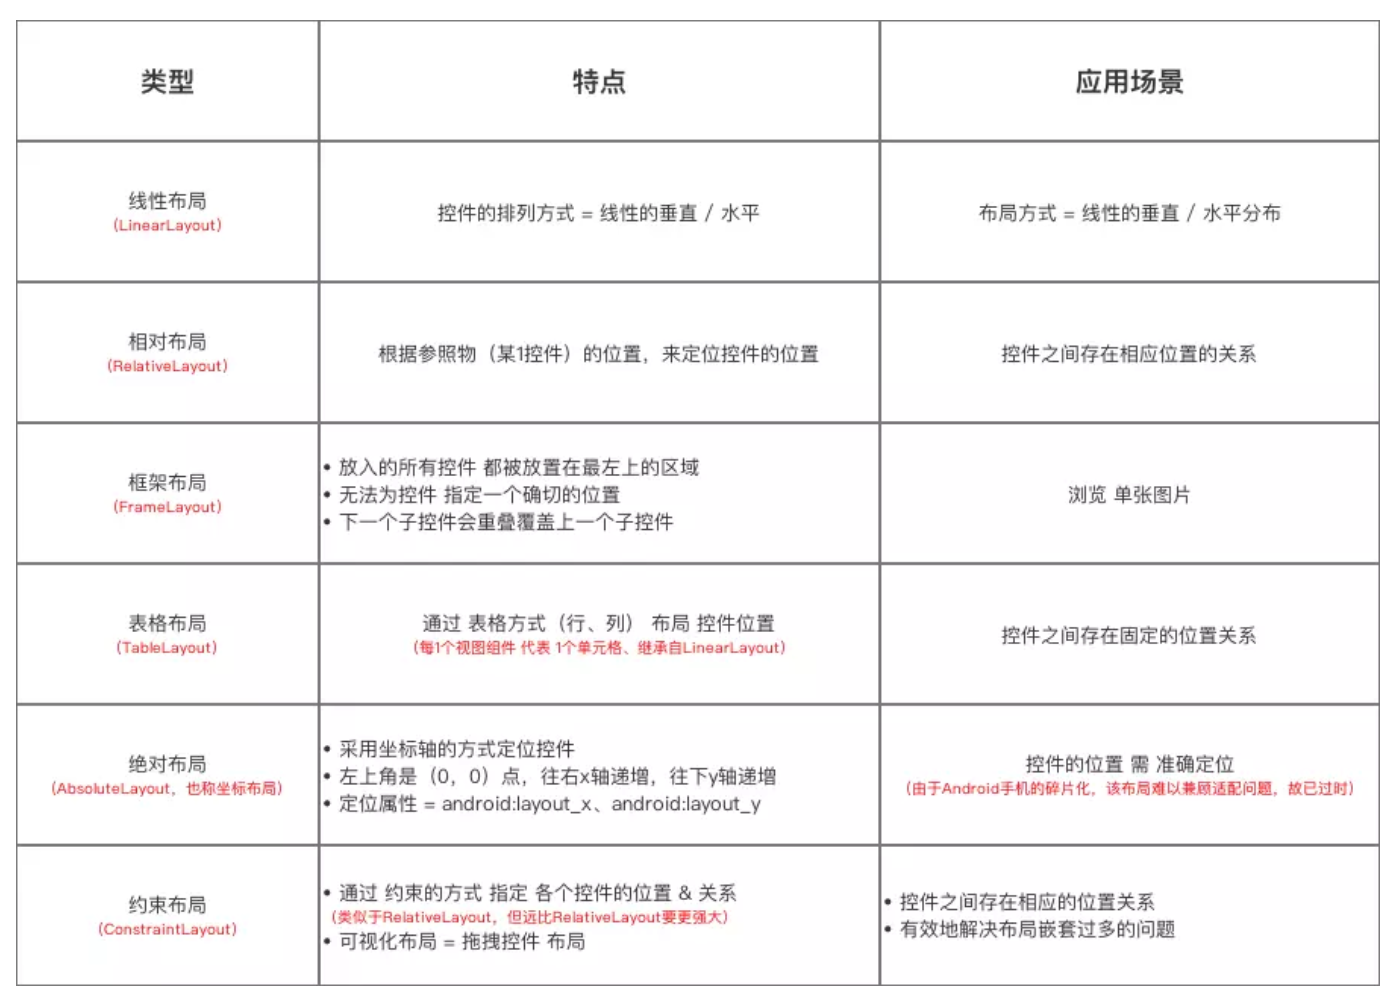 类型
特点
应用场景
线性布局
（LinearLayout）
控件的排列方式 = 线性的垂直 / 水平
布局方式 = 线性的垂直 / 水平分布
相对布局
（RelativeLayout）
根据参照物（某1控件）的位置，来定位控件的位置
控件之间存在相应位置的关系
框架布局
（FrameLayout）
• 放入的所有控件 都被放置在最左上的区域
• 无法为控件 指定一个确切的位置
• 下一个子控件会重叠覆盖上一个子控件
浏览 单张图片
表格布局
（TableLayout）
通过 表格方式（行、列） 布局 控件位置
（每1个视图组件 代表 1个单元格、继承自LinearLayout）
控件之间存在固定的位置关系
绝对布局
（AbsoluteLayout，也称坐标布局）
• 采用坐标轴的方式定位控件
• 左上角是（0，0）点，往右x轴递增，往下y轴递增
• 定位属性 = android:layout_x、android:layout_y
控件的位置 需 准确定位
（由于Android手机的碎片化，该布局难以兼顾适配问题，故已过时）
约束布局
（ConstraintLayout）
• 通过 约束的方式 指定 各个控件的位置 & 关系
（类似于RelativeLayout，但远比RelativeLayout要更强大）
• 可视化布局 = 拖拽控件 布局
• 控件之间存在相应的位置关系
• 有效地解决布局嵌套过多的问题